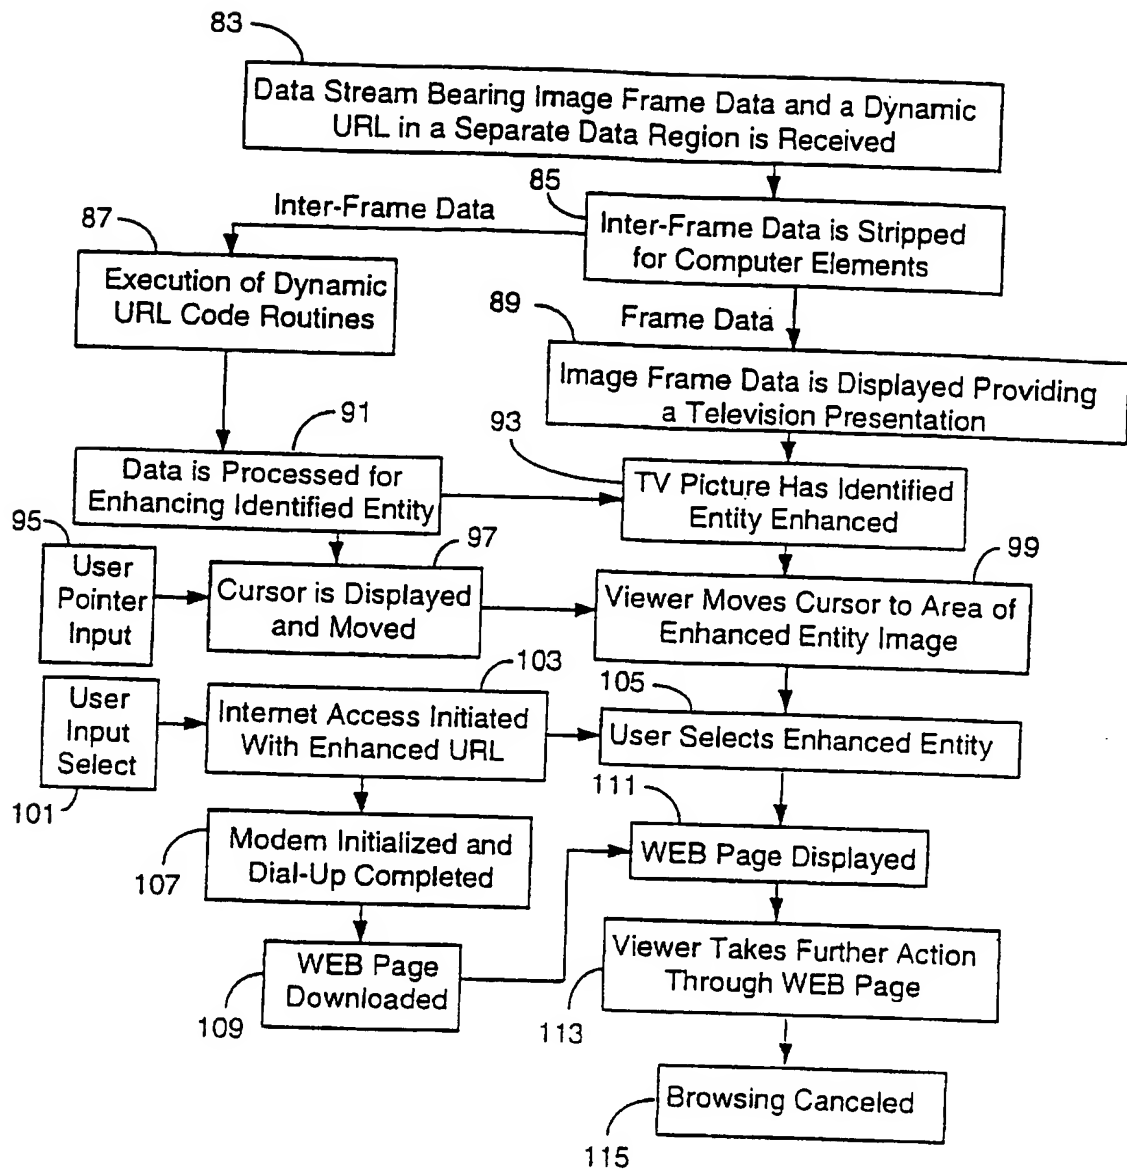 83
Data Stream Bearing Image Frame Data and a Dynamic
URL in a Separate Data Region is Received
85
Inter-Frame Data
87
Inter-Frame Data is Stripped
for Computer Elements
Execution of Dynamic
URL Code Routines
89
Frame Data
Image Frame Data is Displayed Providing
a Television Presentation
91
93
Data is Processed for
Enhancing Identified Entity
TV Picture Has Identified
Entity Enhanced
95
97
99
User
Pointer
Input
Cursor is Displayed
and Moved
Viewer Moves Cursor to Area of
Enhanced Entity Image
103
105
User
Input
Select
Internet Access Initiated
With Enhanced URL
User Selects Enhanced Entity
101
111
Modem Initialized and
Dial-Up Completed
107
WEB Page Displayed
WEB Page
Downloaded
109
Viewer Takes Further Action
Through WEB Page
113
Browsing Canceled
115